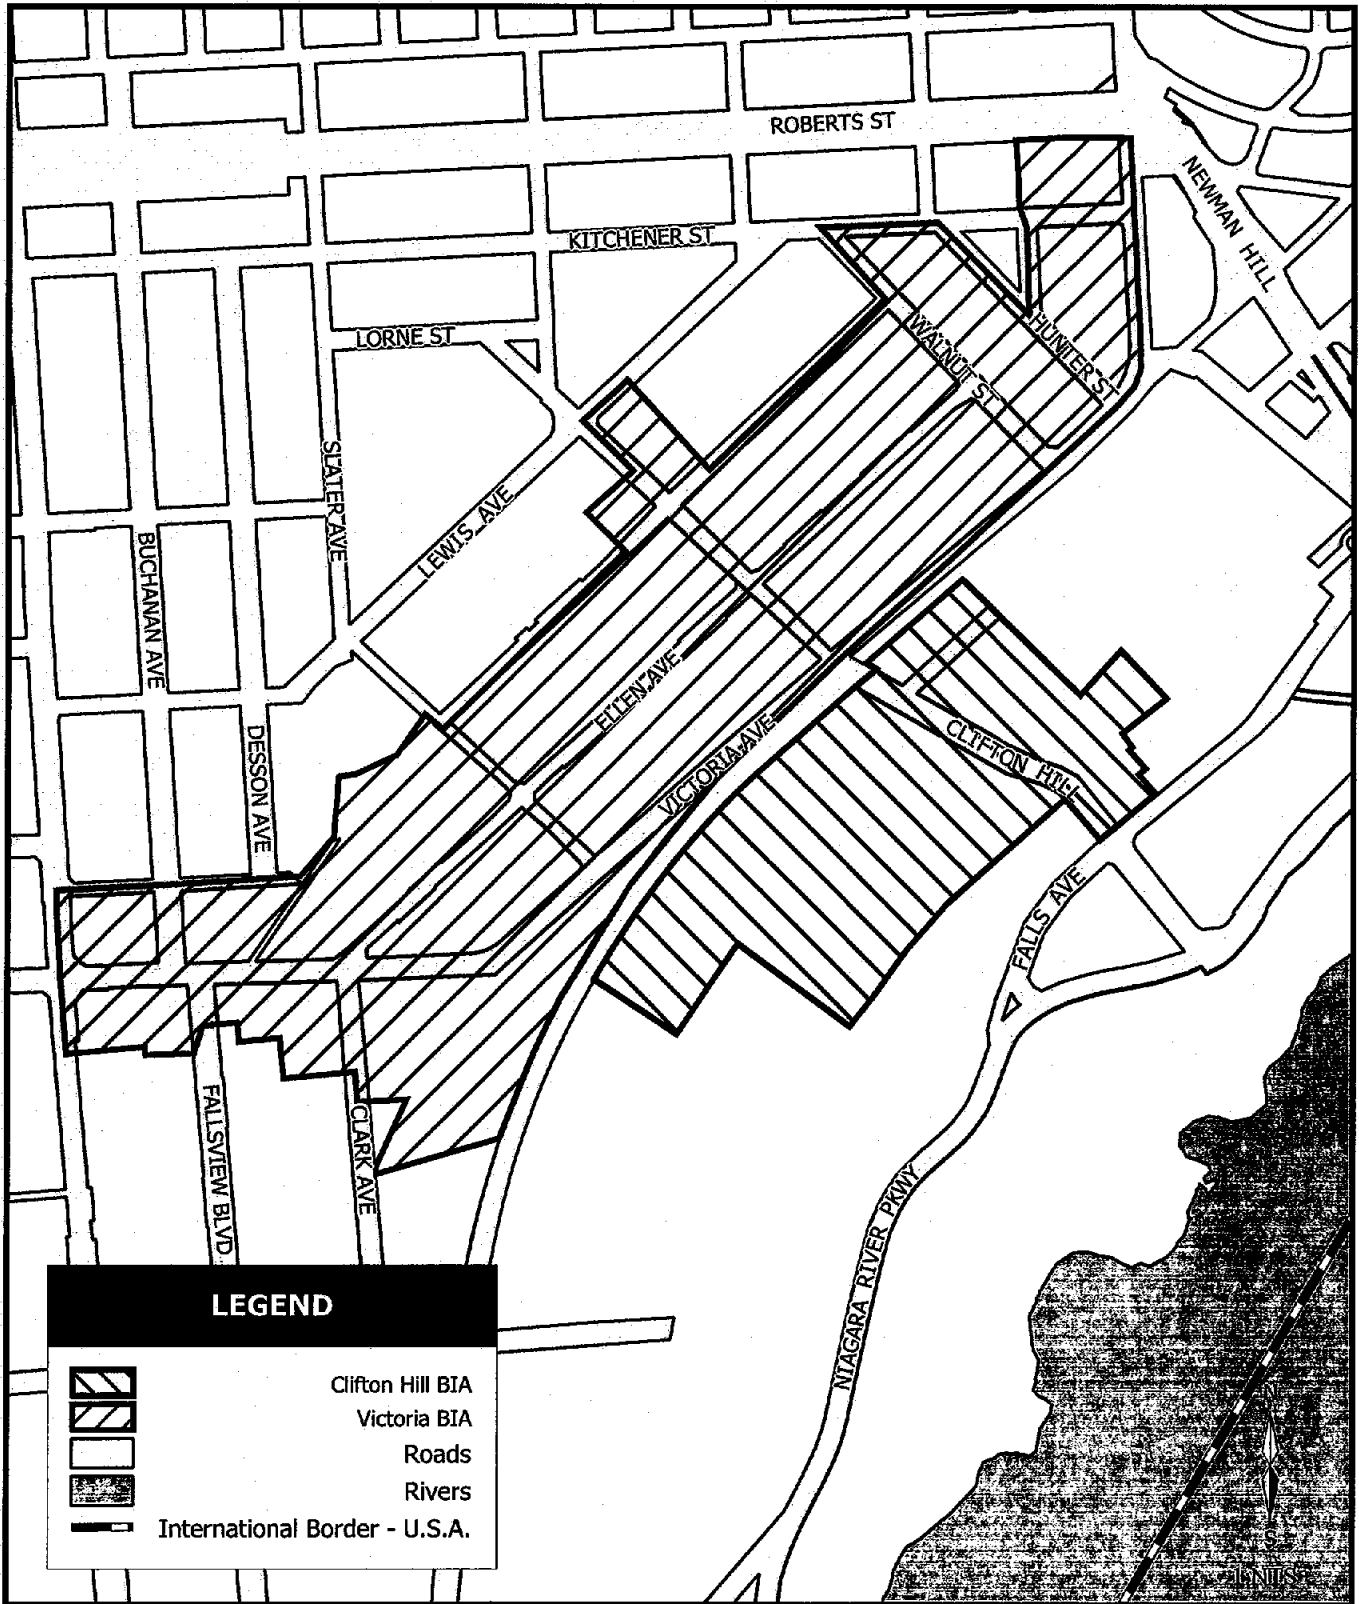 ROBERTS ST
NEWMAN HILL
KITCHENER ST
LORNE ST
WALNUT ST
HUNTER ST
SLATER AVE
LEWIS AVE
BUCHANAN AVE
ELLEN AVE
DESSON AVE
VICTORIA AVE
CLIFTON HILL
FALLS AVE
FALLSVIEW BLVD
CLARK AVE
NIAGARA RIVER PKWY
LEGEND
Clifton Hill BIA
Victoria BIA
Roads
Rivers
International Border - U.S.A.
N
S